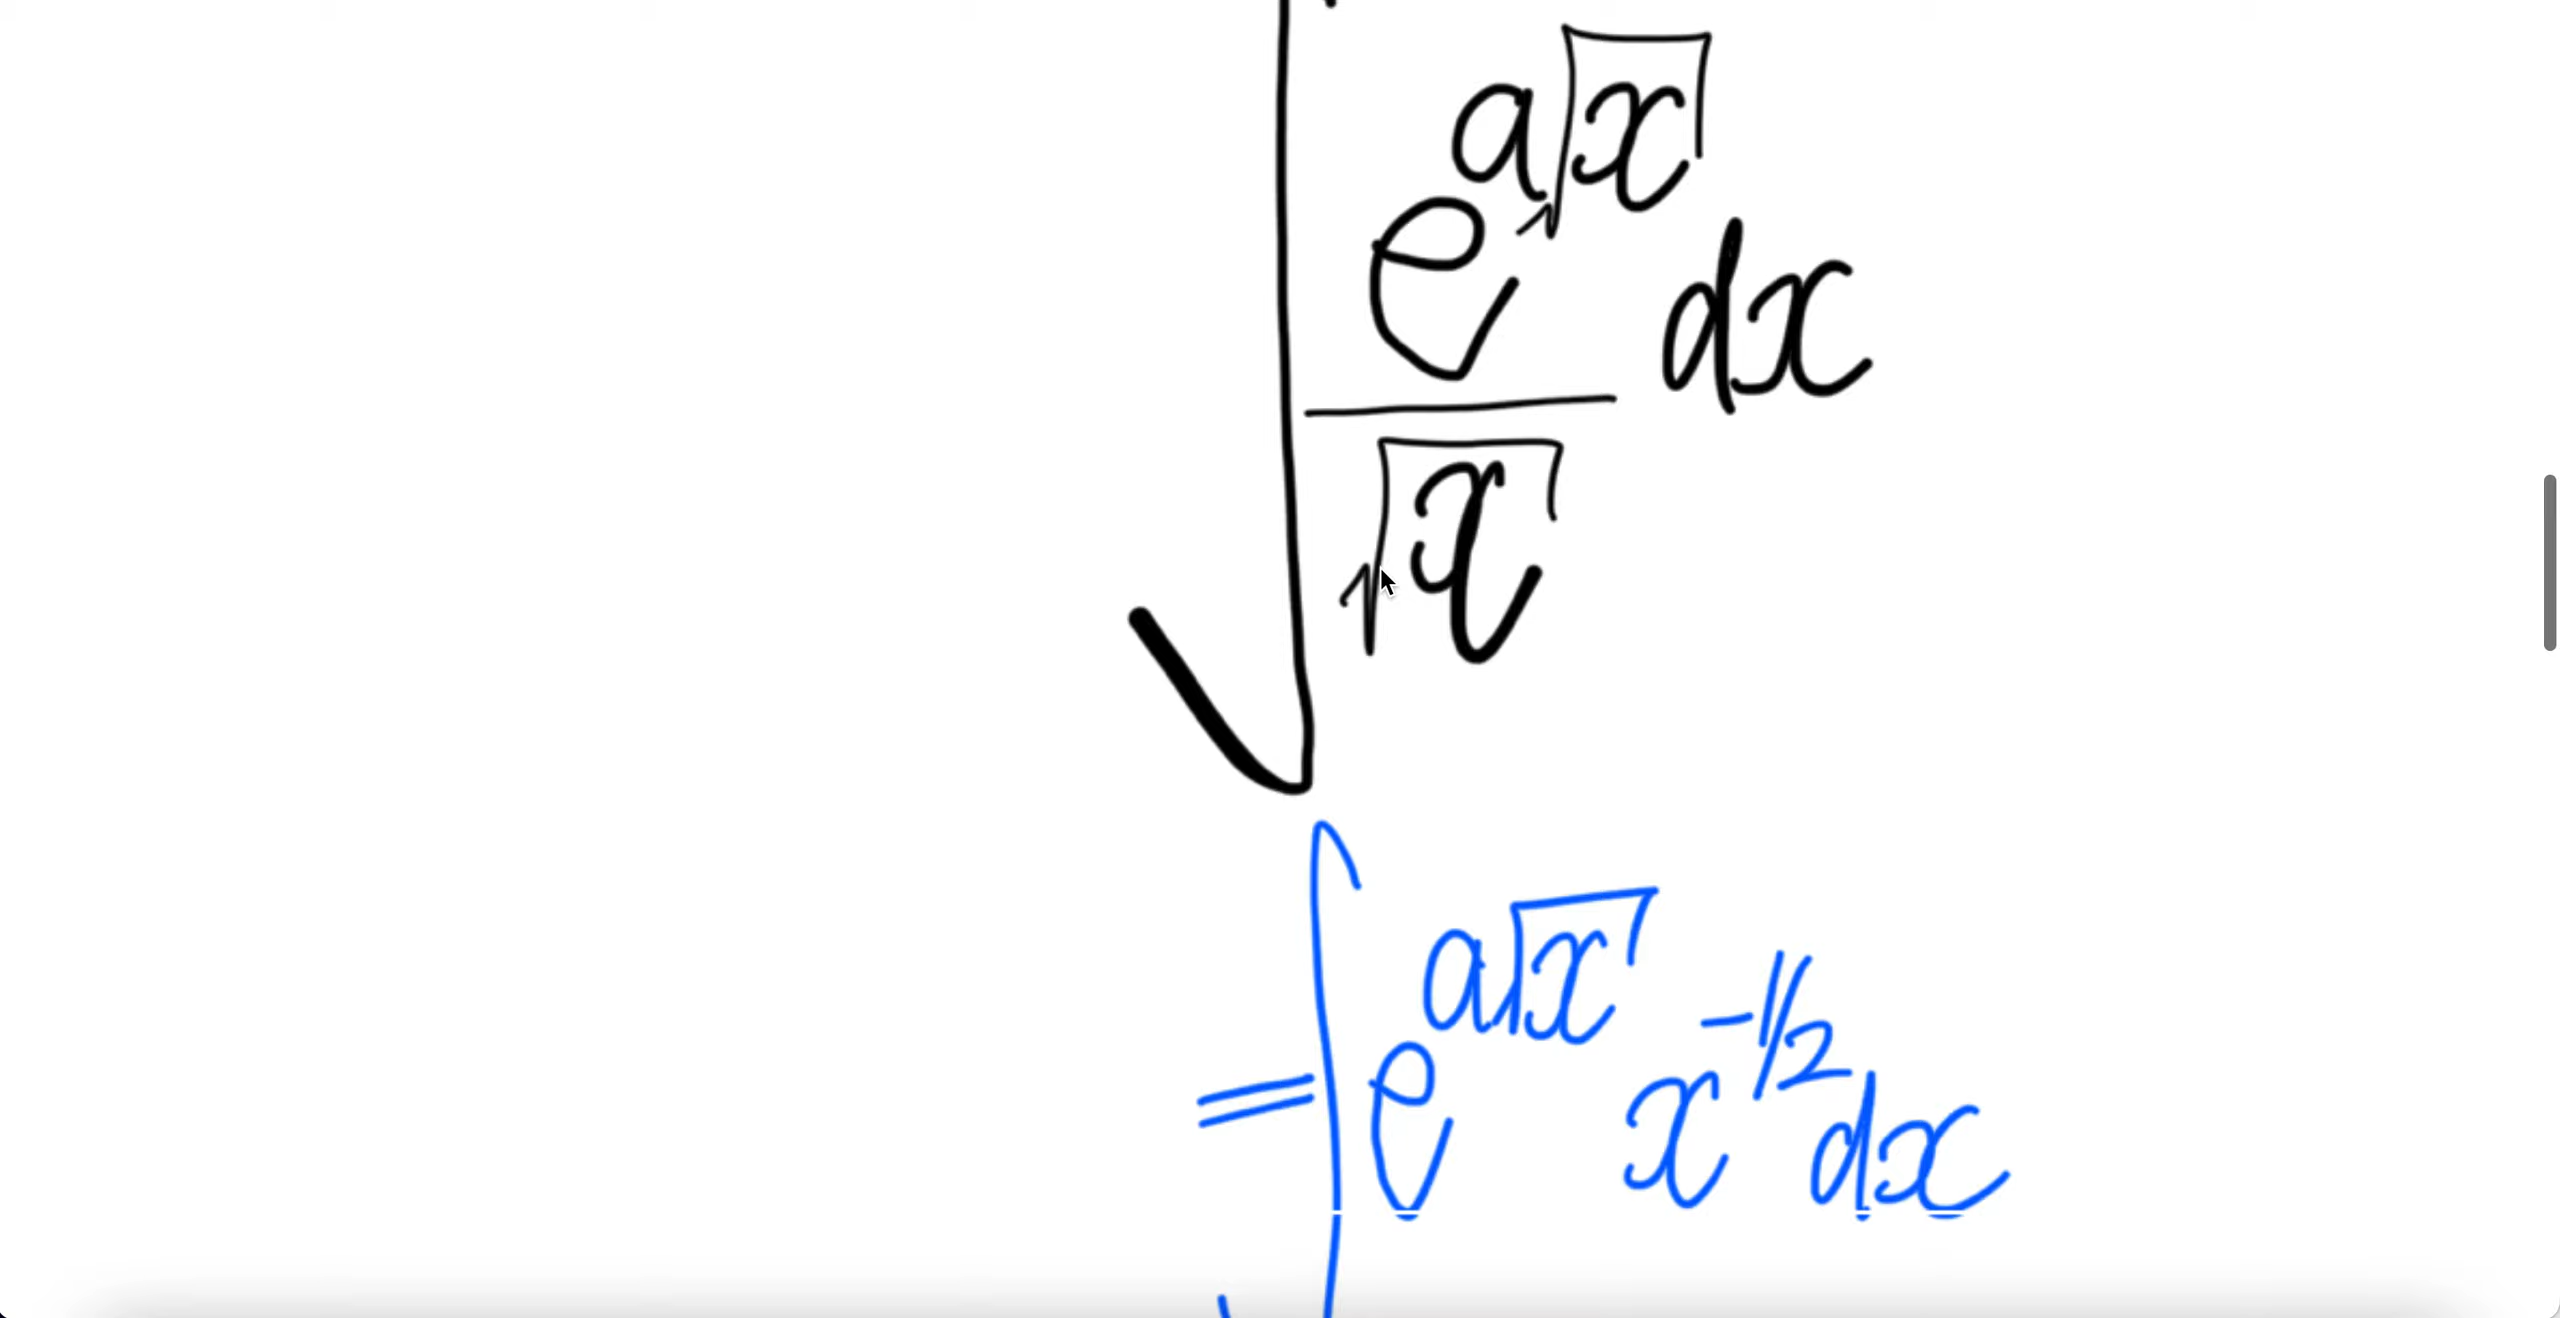 ∫ e^{a√x} / √x dx
= ∫ e^{a√x} x^{-1/2} dx